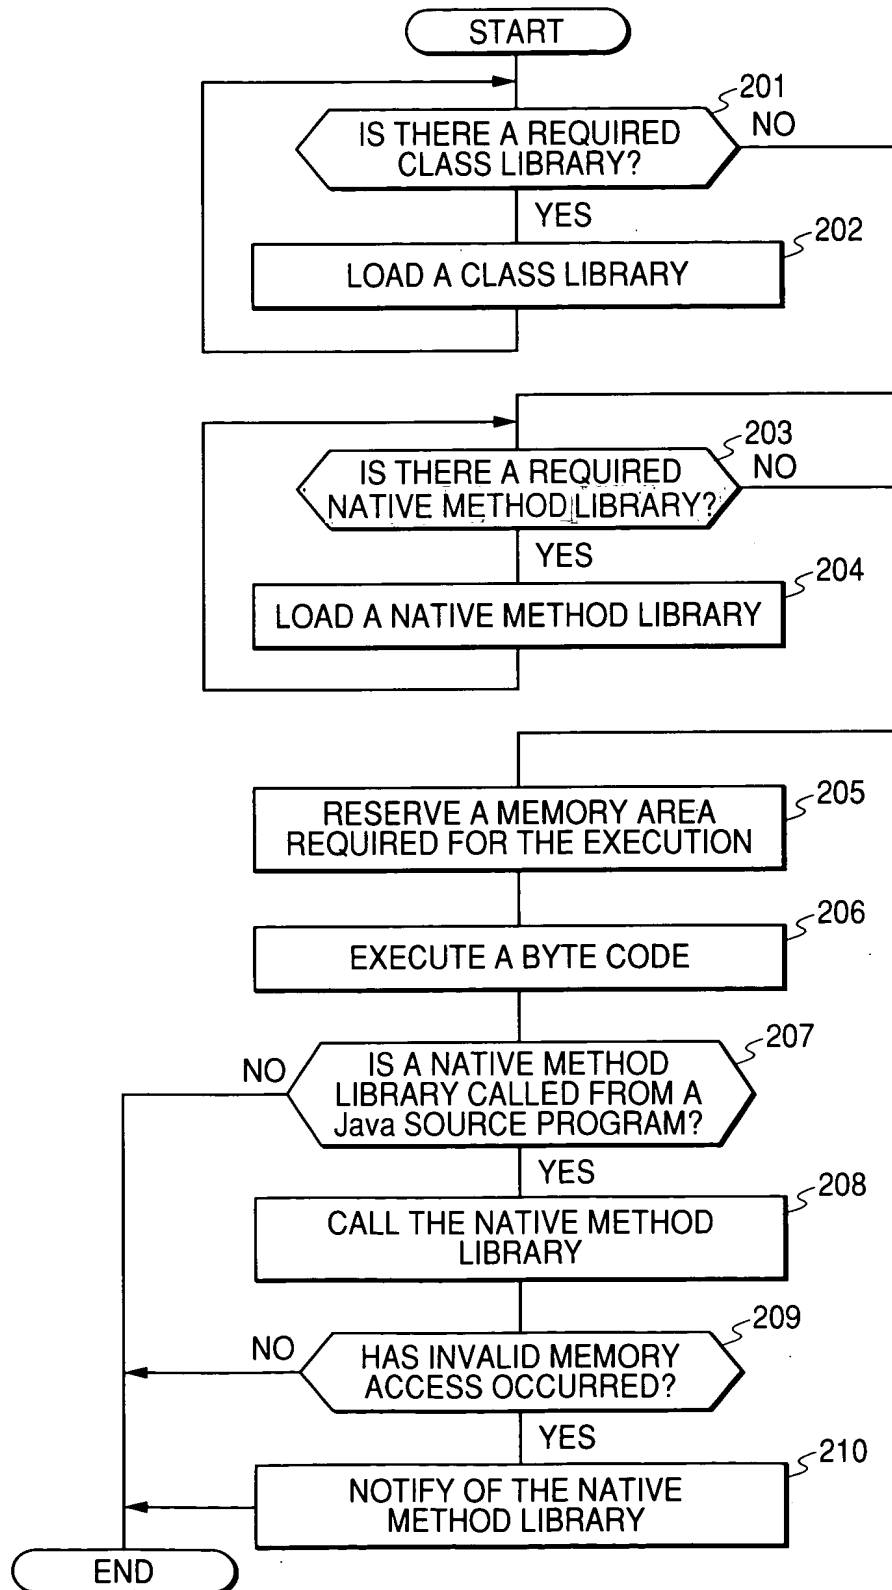 START
201
IS THERE A REQUIRED
CLASS LIBRARY?
NO
YES
202
LOAD A CLASS LIBRARY
203
IS THERE A REQUIRED
NATIVE METHOD LIBRARY?
NO
YES
204
LOAD A NATIVE METHOD LIBRARY
205
RESERVE A MEMORY AREA
REQUIRED FOR THE EXECUTION
206
EXECUTE A BYTE CODE
207
NO
IS A NATIVE METHOD
LIBRARY CALLED FROM A
Java SOURCE PROGRAM?
YES
208
CALL THE NATIVE METHOD
LIBRARY
209
NO
HAS INVALID MEMORY
ACCESS OCCURRED?
YES
210
NOTIFY OF THE NATIVE
METHOD LIBRARY
END